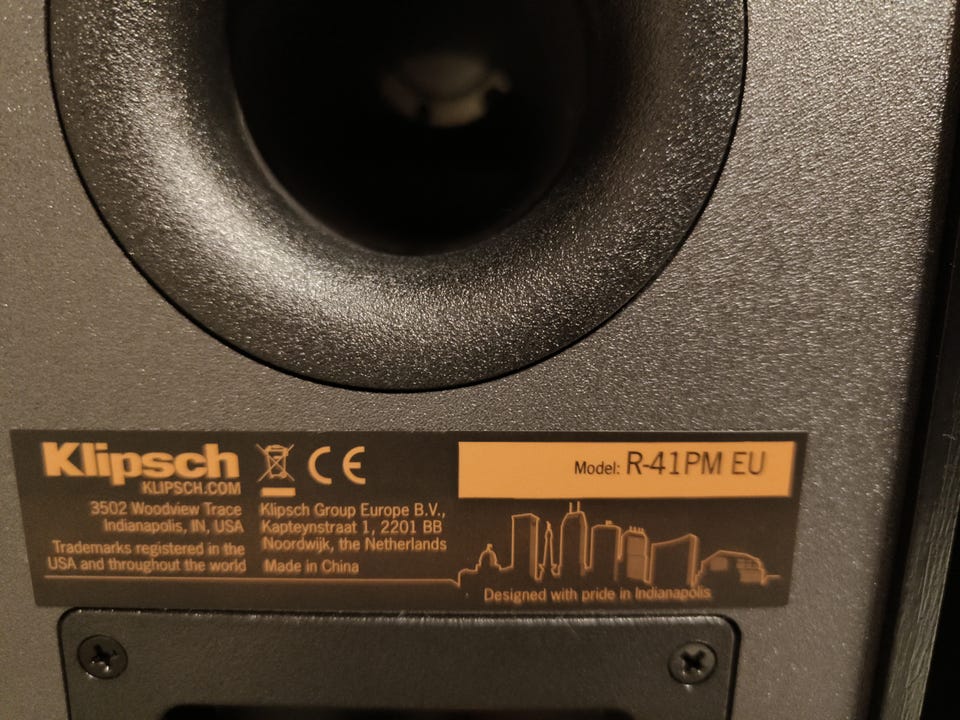 Klipsch
KLIPSCH.COM
3502 Woodview Trace
Indianapolis, IN, USA
Trademarks registered in the
USA and throughout the world
CE
Klipsch Group Europe B.V.,
Kapteynstraat 1, 2201 BB
Noordwijk, the Netherlands
Made in China
Model: R-41PM EU
Designed with pride in Indianapolis